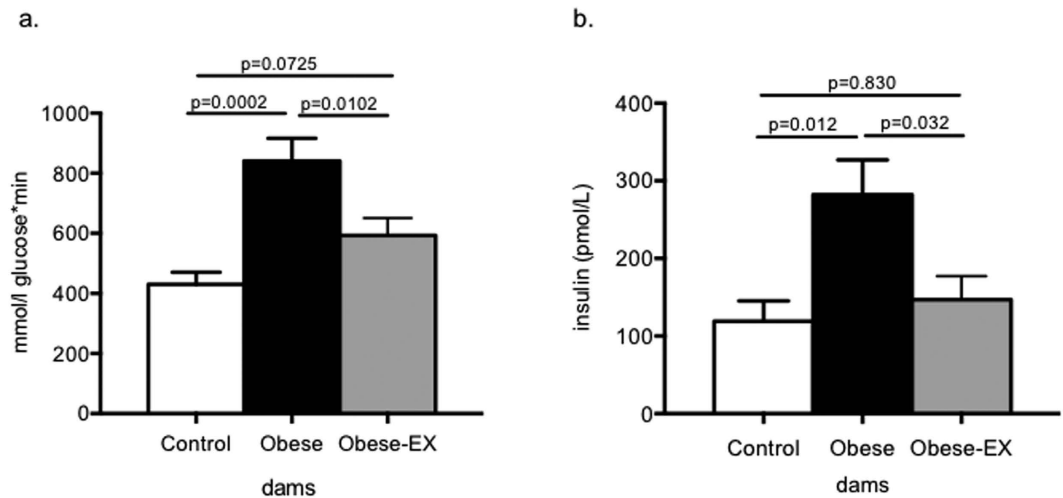 a.
p=0.0725
p=0.0002 p=0.0102
1000
800
600
400
200
0
mmol/l glucose*min
Control Obese Obese-EX
dams
b.
p=0.830
p=0.012 p=0.032
400
300
200
100
0
insulin (pmol/L)
Control Obese Obese-EX
dams